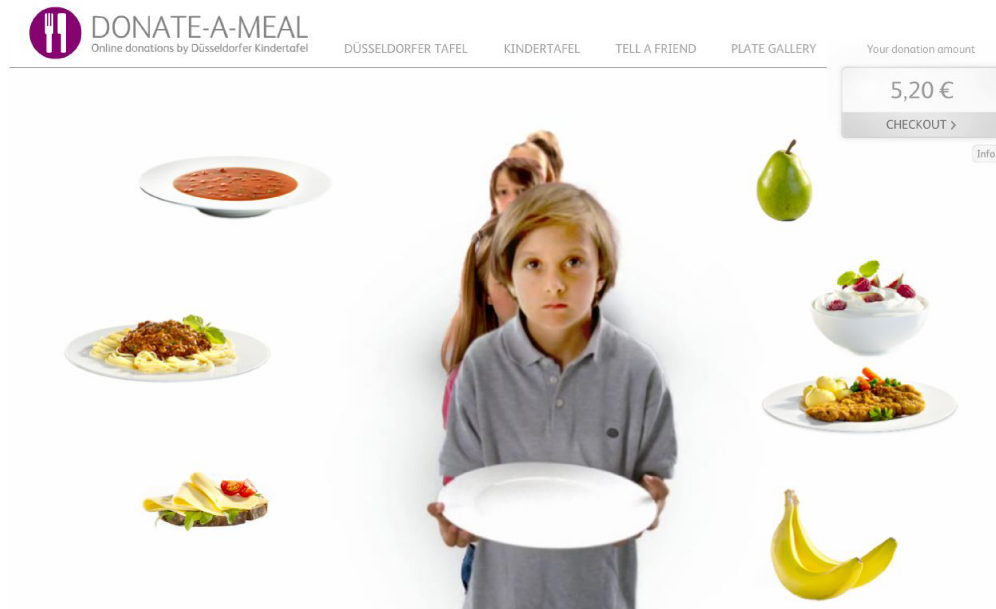 DONATE-A-MEAL
Online donations by Düsseldorfer Kindertafel
DÜSSELDORFER TAFEL
KINDERTAFEL
TELL A FRIEND
PLATE GALLERY
Your donation amount
5,20 €
CHECKOUT >
Info